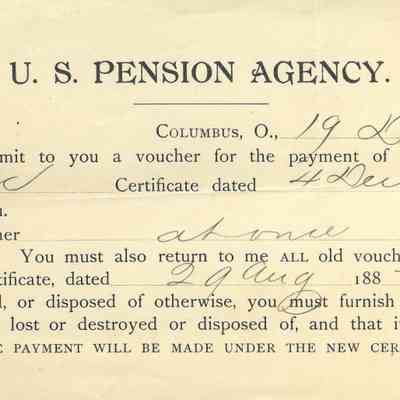 U. S. PENSION AGENCY.
COLUMBUS, O., 19 D
mit to you a voucher for the payment of
Certificate dated 4 Dec
her at once
You must also return to me ALL old vouch
tificate, dated 29 Aug 188
d, or disposed of otherwise, you must furnish
lost or destroyed or disposed of, and that i
E PAYMENT WILL BE MADE UNDER THE NEW CER